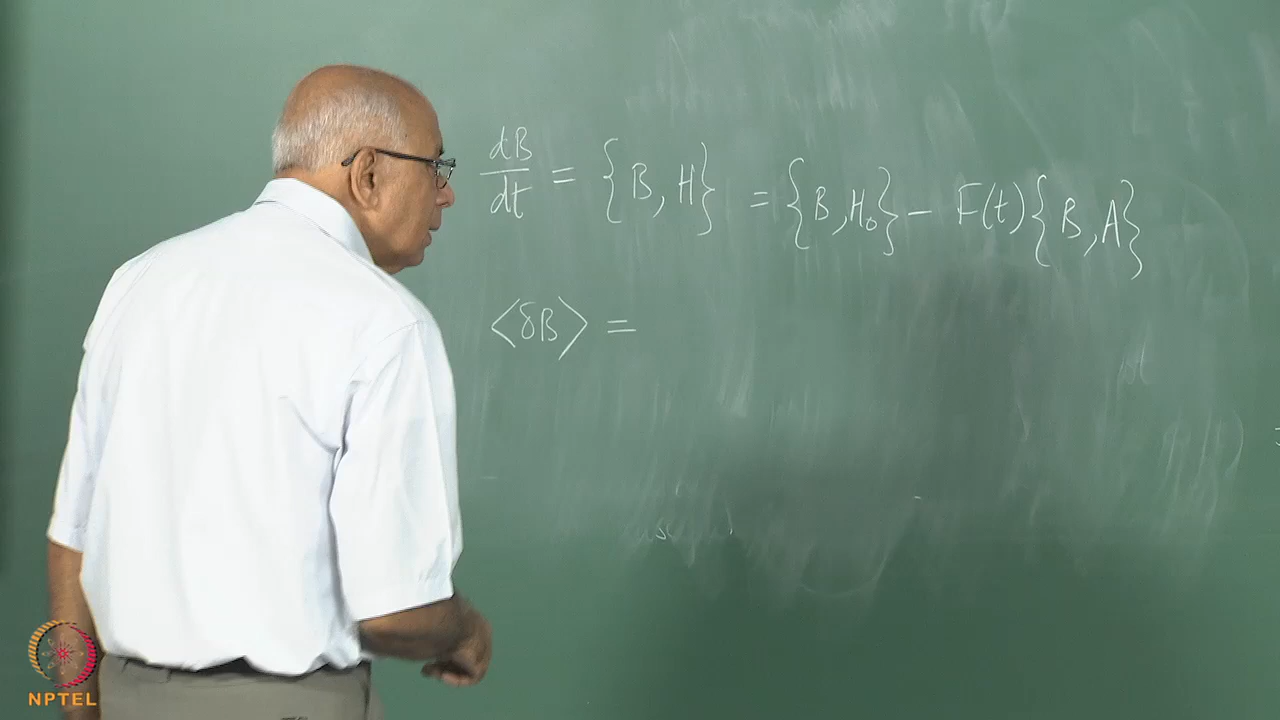 dB/dt = {B, H} = {B, H₀} − F(t){B, A}
⟨δB⟩ =
NPTEL